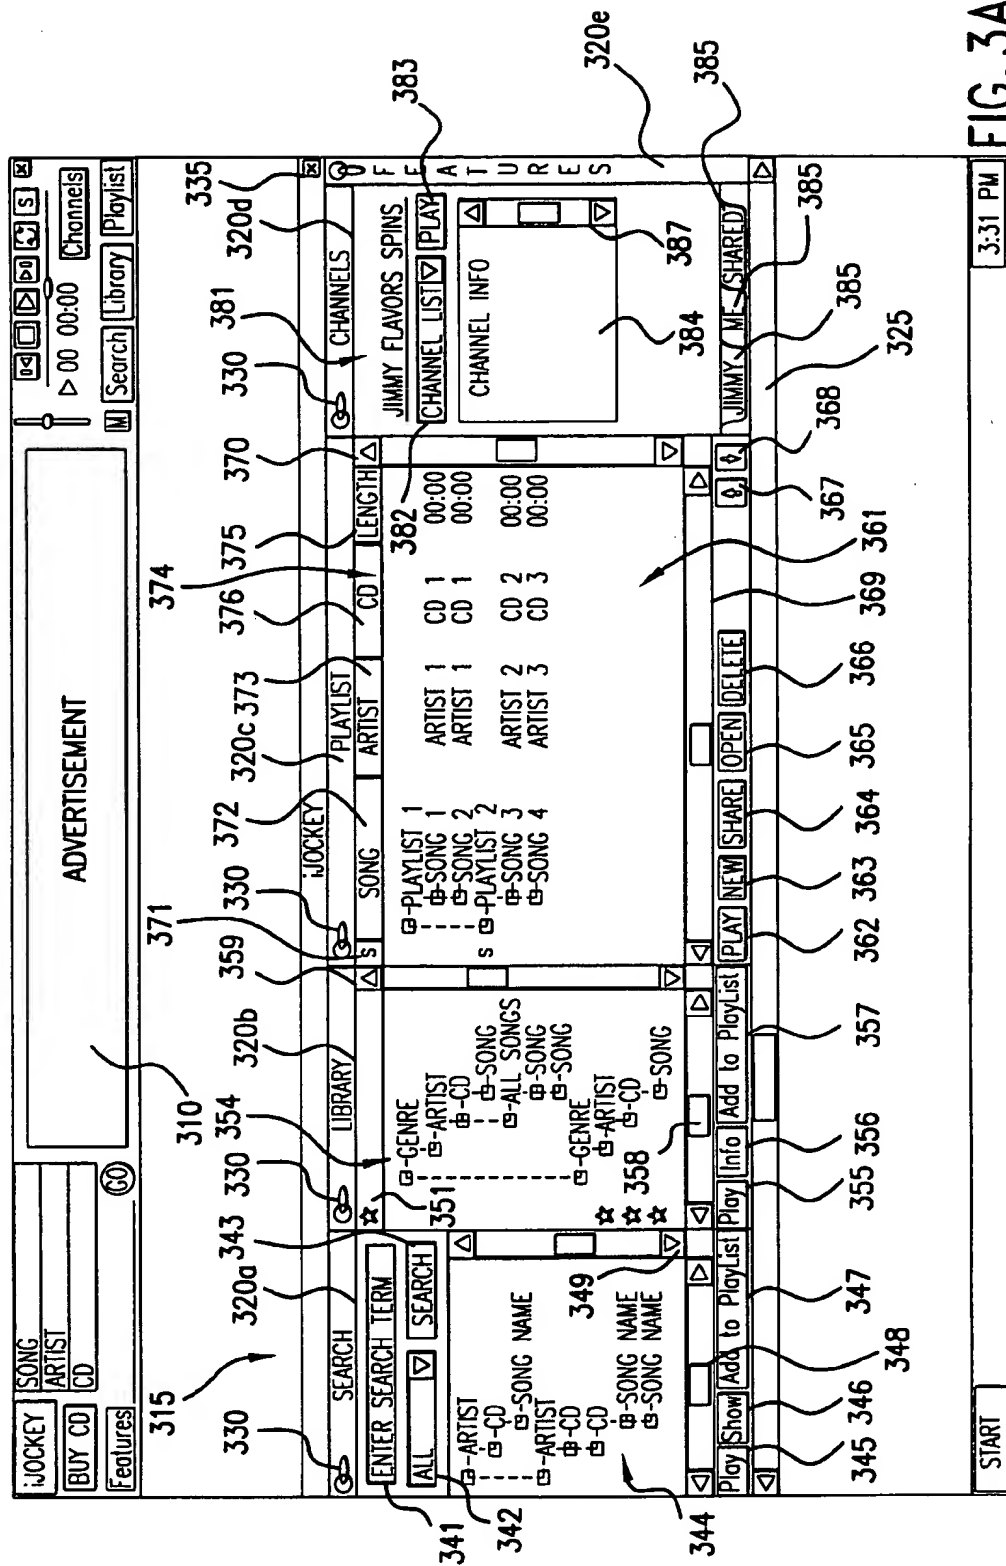 iJOCKEY
SONG
ARTIST
CD
BUY CD
Features
GO
ADVERTISEMENT
S
00 00:00
M
Channels
Search
Library
Playlist
310
315
iJOCKEY
335
330
320a
343
330
354
320b
359
371
330
372
320c
373
376
374
375
370
330
381
320d
SEARCH
LIBRARY
PLAYLIST
CHANNELS
FEATURES
320e
ENTER SEARCH TERM
ALL
SEARCH
341
342
ARTIST
CD
SONG NAME
ARTIST
CD
CD
SONG NAME
SONG NAME
344
349
348
351
GENRE
ARTIST
CD
SONG
ALL SONGS
SONG
SONG
GENRE
ARTIST
CD
SONG
358
S SONG ARTIST CD LENGTH
PLAYLIST 1
SONG 1 ARTIST 1 CD 1 00:00
SONG 2 ARTIST 1 CD 1 00:00
S PLAYLIST 2
SONG 3 ARTIST 2 CD 2 00:00
SONG 4 ARTIST 3 CD 3 00:00
361
369
JIMMY FLAVORS SPINS
CHANNEL LIST
PLAY
382
383
CHANNEL INFO
384
387
JIMMY
ME
SHARED
385
385
385
325
Play
Show
Add to PlayList
Play
Info
Add to PlayList
PLAY
NEW
SHARE
OPEN
DELETE
345
346
347
355
356
357
362
363
364
365
366
367
368
START
3:31 PM
FIG. 3A